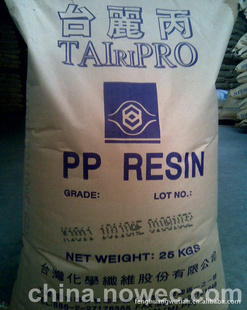 台麗丙
TAIRIPRO
PP RESIN
GRADE: LOT NO.:
NET WEIGHT: 25 KGS
台灣化學纖維股份有限公司
china.nowec.com